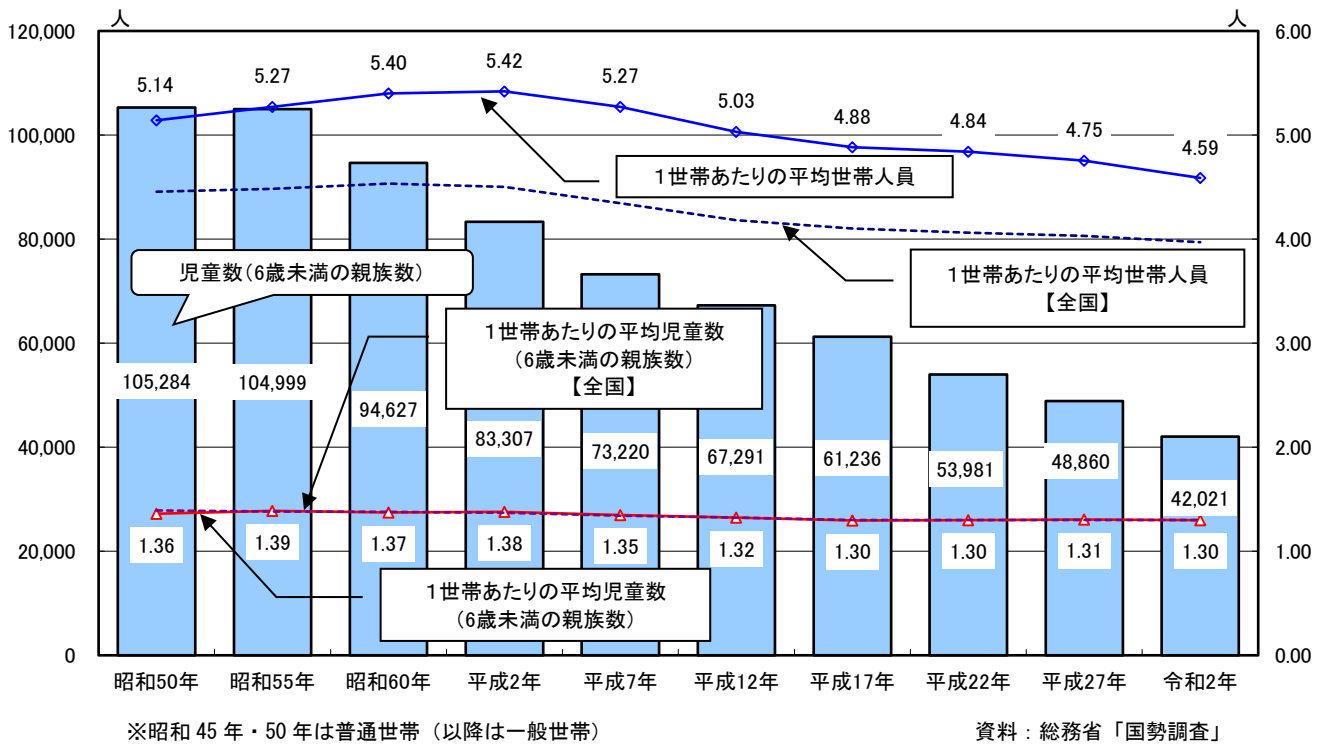 人 人
120,000 6.00
100,000 5.00
80,000 4.00
60,000 3.00
40,000 2.00
20,000 1.00
0 0.00
5.14 5.27 5.40 5.42 5.27 5.03 4.88 4.84 4.75 4.59
1世帯あたりの平均世帯人員
児童数(6歳未満の親族数)
1世帯あたりの平均世帯人員
【全国】
1世帯あたりの平均児童数
(6歳未満の親族数)
【全国】
105,284 104,999 94,627 83,307 73,220 67,291 61,236 53,981 48,860 42,021
1.36 1.39 1.37 1.38 1.35 1.32 1.30 1.30 1.31 1.30
1世帯あたりの平均児童数
(6歳未満の親族数)
昭和50年 昭和55年 昭和60年 平成2年 平成7年 平成12年 平成17年 平成22年 平成27年 令和2年
※昭和 45 年・50 年は普通世帯(以降は一般世帯) 資料:総務省「国勢調査」